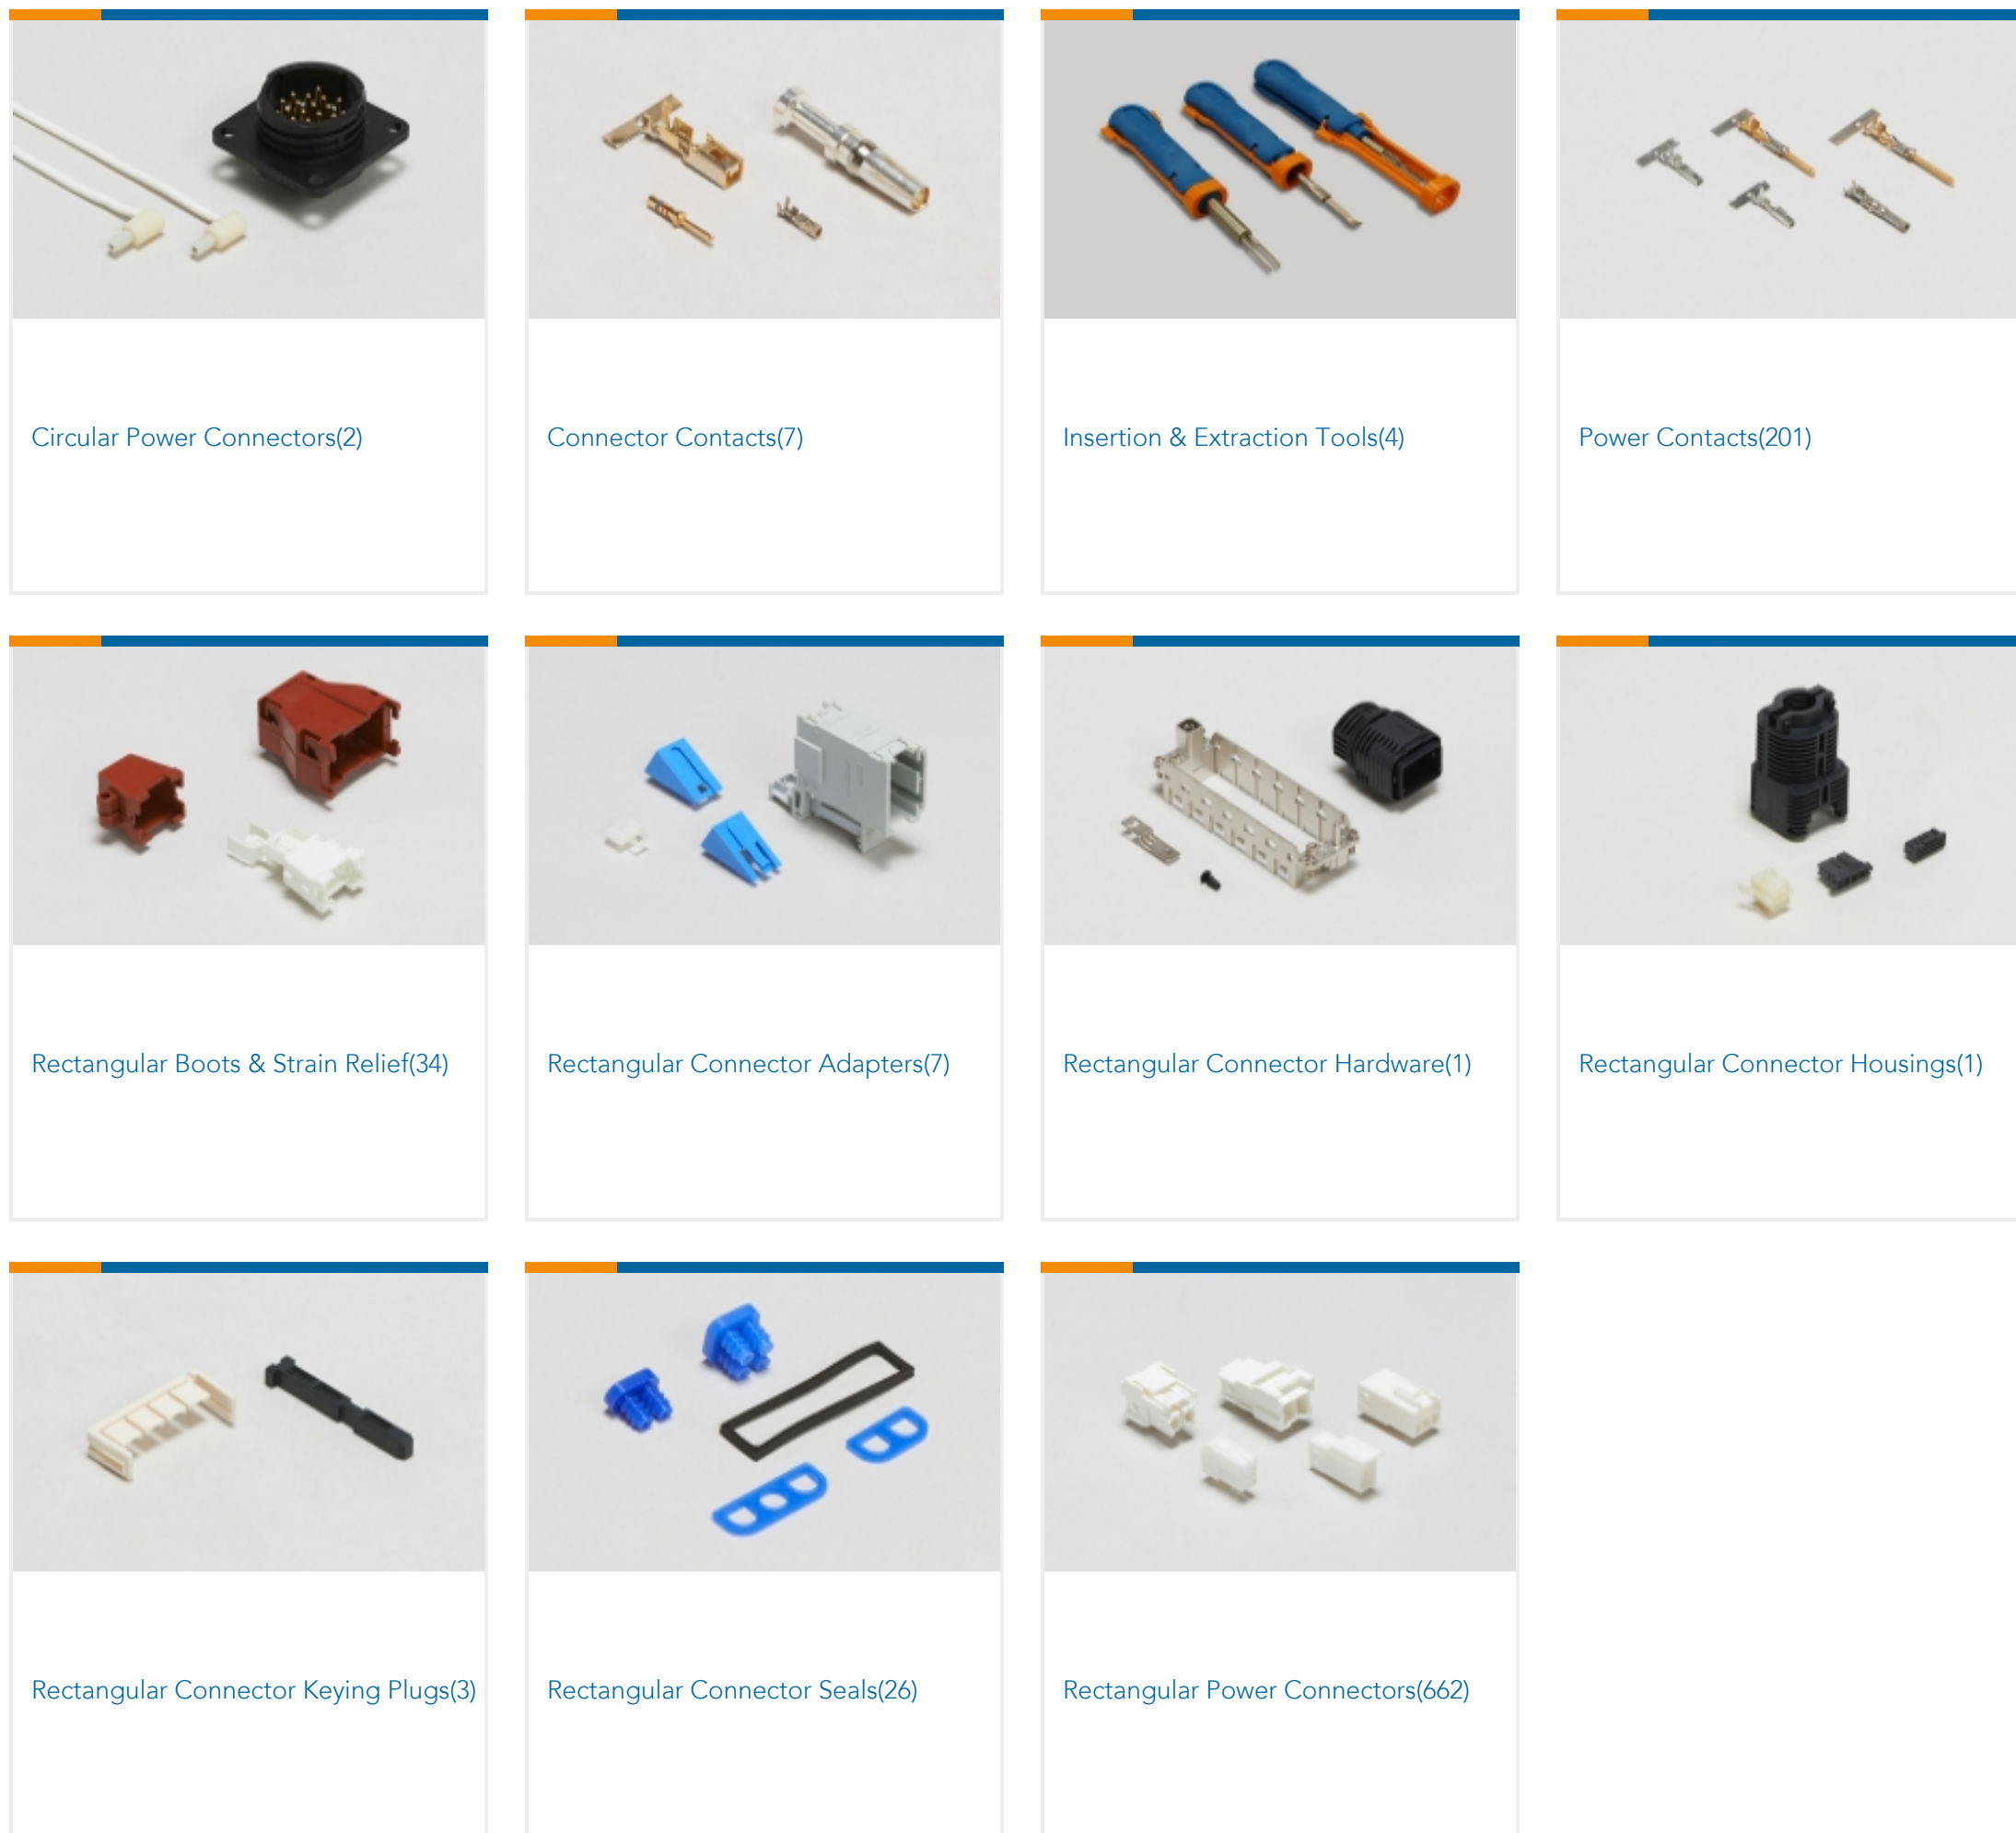 Circular Power Connectors(2)
Connector Contacts(7)
Insertion & Extraction Tools(4)
Power Contacts(201)
Rectangular Boots & Strain Relief(34)
Rectangular Connector Adapters(7)
Rectangular Connector Hardware(1)
Rectangular Connector Housings(1)
Rectangular Connector Keying Plugs(3)
Rectangular Connector Seals(26)
Rectangular Power Connectors(662)